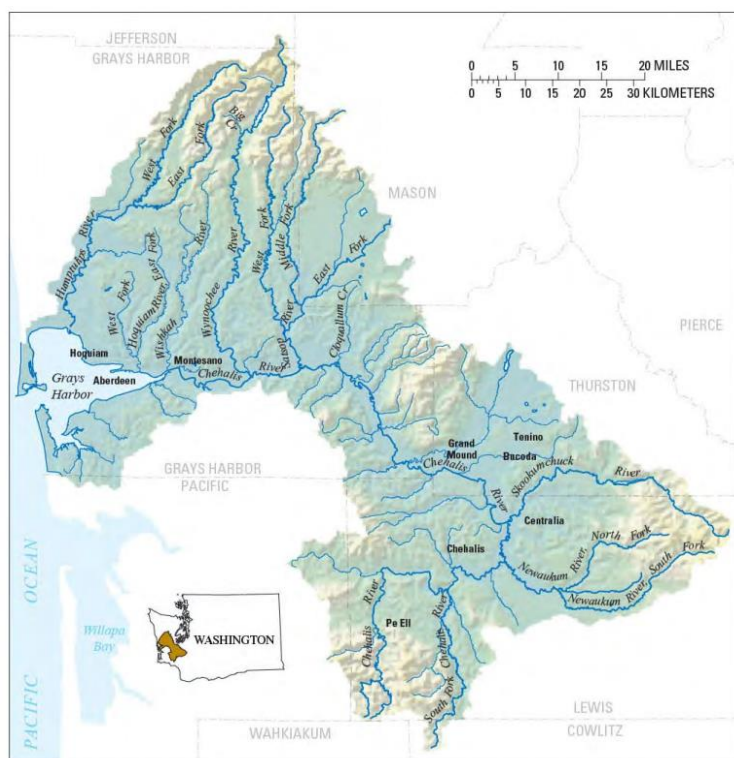 JEFFERSON
GRAYS HARBOR
0 5 10 15 20 MILES
0 5 10 15 20 25 30 KILOMETERS
MASON
PIERCE
THURSTON
GRAYS HARBOR
PACIFIC
LEWIS
COWLITZ
WAHKIAKUM
West Fork
East Fork
Humptulips River
Big Cr
West Fork
Hoquiam River, East Fork
Wishkah River
Wynoochee River
West Fork
Middle Fork
East Fork
Satsop River
Cloquallum Cr
Hoquiam
Aberdeen
Montesano
Grays
Harbor
Chehalis River
Grand
Mound
Tenino
Bucoda
Chehalis River
Skookumchuck River
Centralia
Chehalis
Newaukum River, North Fork
Newaukum River, South Fork
Pe Ell
Chehalis River
South Fork Chehalis River
PACIFIC OCEAN
Willapa
Bay
WASHINGTON